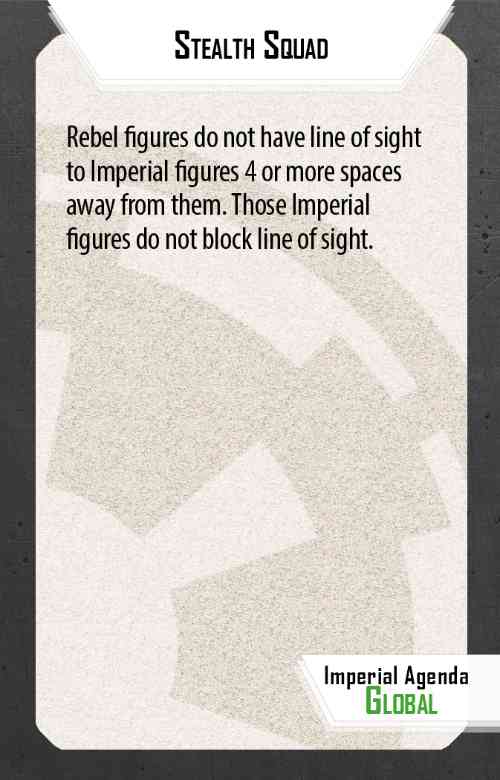 Stealth Squad
Rebel figures do not have line of sight
to Imperial figures 4 or more spaces
away from them. Those Imperial
figures do not block line of sight.
Imperial Agenda
Global